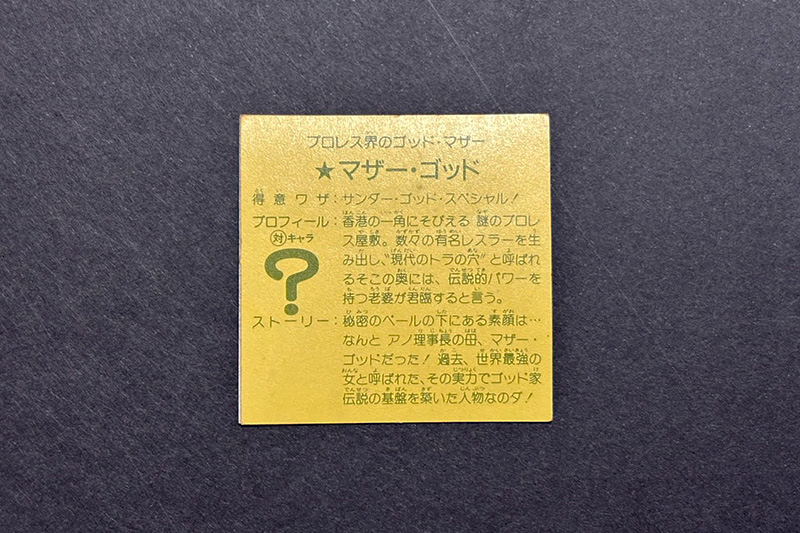 プロレス界のゴッド・マザー
★マザー・ゴッド
得意ワザ:サンダー・ゴッド・スペシャル!
プロフィール:香港の一角にそびえる 謎のプロレ
ス屋敷。数々の有名レスラーを生
み出し、“現代のトラの穴”と呼ばれ
るそこの奥には、伝説的パワーを
持つ老婆が君臨すると言う。
対キャラ
?
ストーリー:秘密のベールの下にある素顔は…
なんと アノ理事長の母、マザー・
ゴッドだった! 過去、世界最強の
女と呼ばれた、その実力でゴッド家
伝説の基盤を築いた人物なのダ!